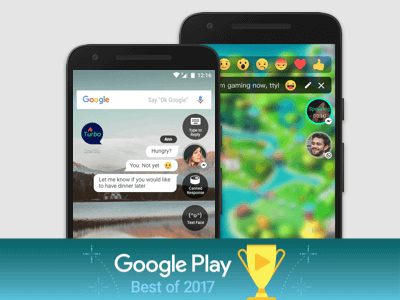 12:16
Google
Say "Ok Google"
Turbo
Type to
Reply
Ann
Hungry?
You: Not yet
Let me know if you would like
to have dinner later!
Canned
Response
(^o^)
Text Face
m gaming now, ttyl
00:30
Google Play
Best of 2017